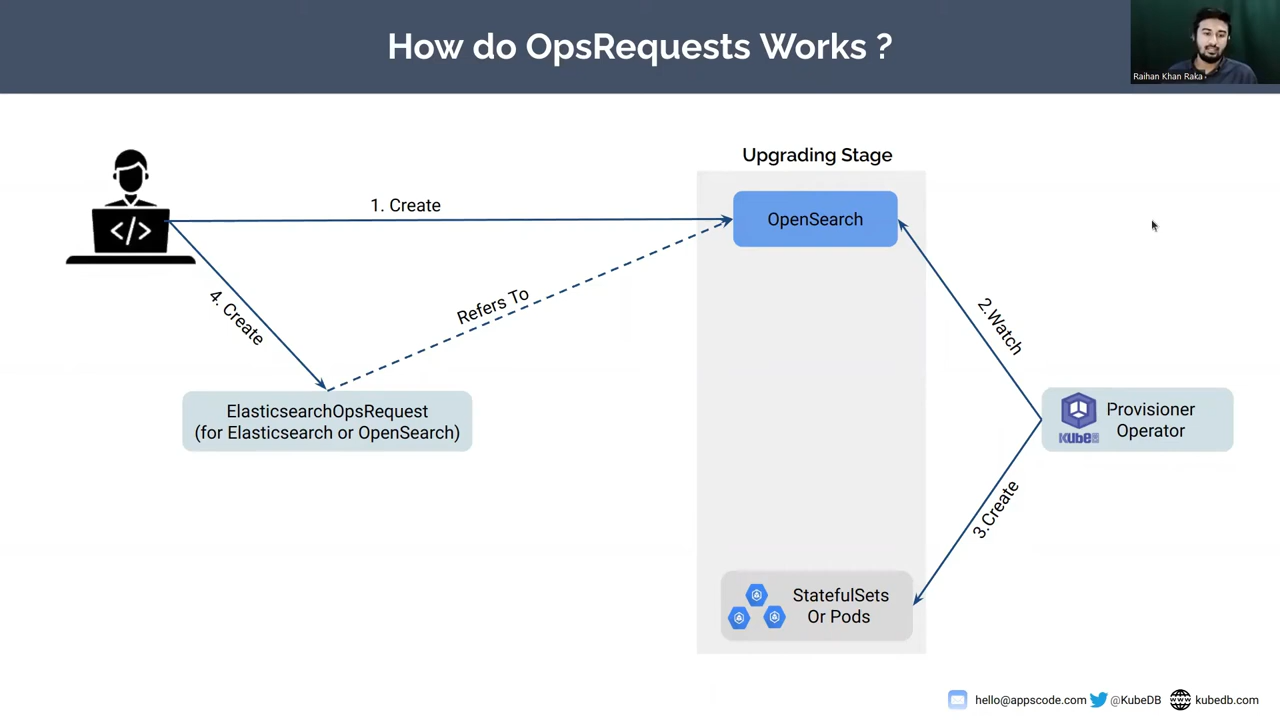 How do OpsRequests Works ?
Raihan Khan Raka
Upgrading Stage
1. Create
OpenSearch
</>
4. Create
Refers To
2.Watch
ElasticsearchOpsRequest
(for Elasticsearch or OpenSearch)
Provisioner
Operator
3.Create
StatefulSets
Or Pods
hello@appscode.com
@KubeDB
kubedb.com